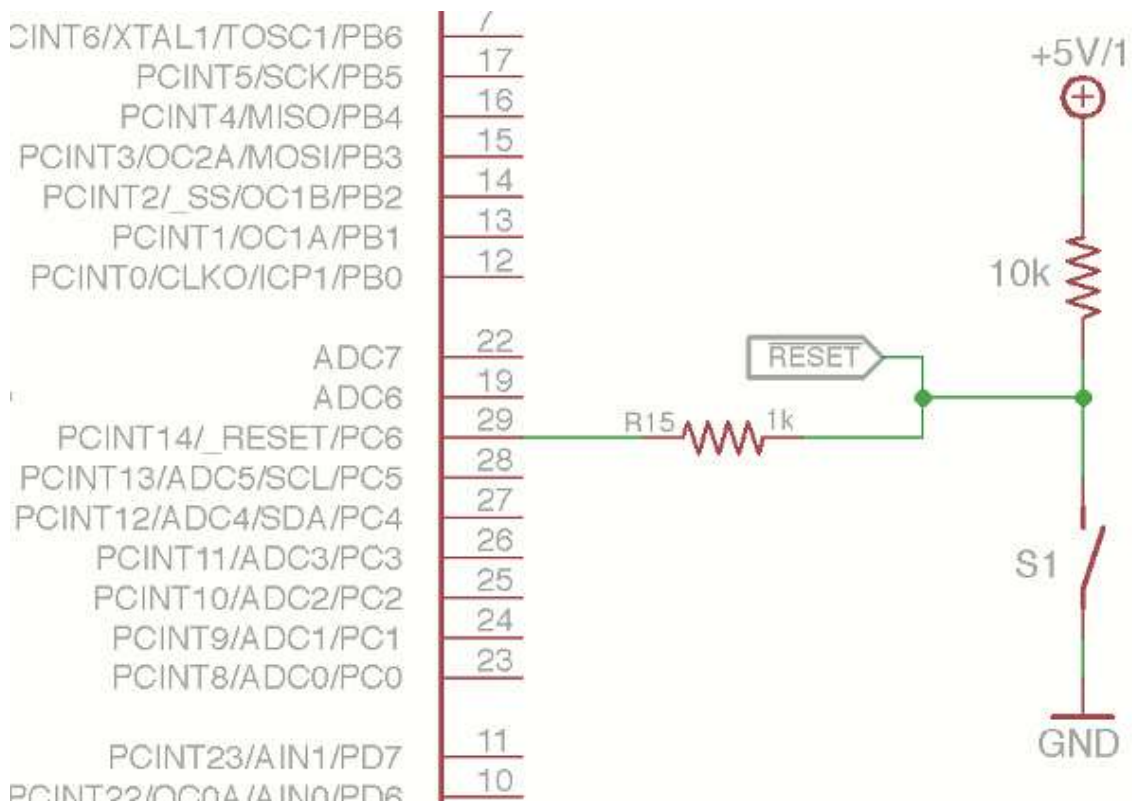 CINT6/XTAL1/TOSC1/PB6 7
PCINT5/SCK/PB5 17
PCINT4/MISO/PB4 16
PCINT3/OC2A/MOSI/PB3 15
PCINT2/_SS/OC1B/PB2 14
PCINT1/OC1A/PB1 13
PCINT0/CLKO/ICP1/PB0 12
ADC7 22
ADC6 19
PCINT14/_RESET/PC6 29
PCINT13/ADC5/SCL/PC5 28
PCINT12/ADC4/SDA/PC4 27
PCINT11/ADC3/PC3 26
PCINT10/ADC2/PC2 25
PCINT9/ADC1/PC1 24
PCINT8/ADC0/PC0 23
PCINT23/AIN1/PD7 11
PCINT22/OC0A/AIN0/PD6 10
R15 1k
RESET
+5V/1
10k
S1
GND